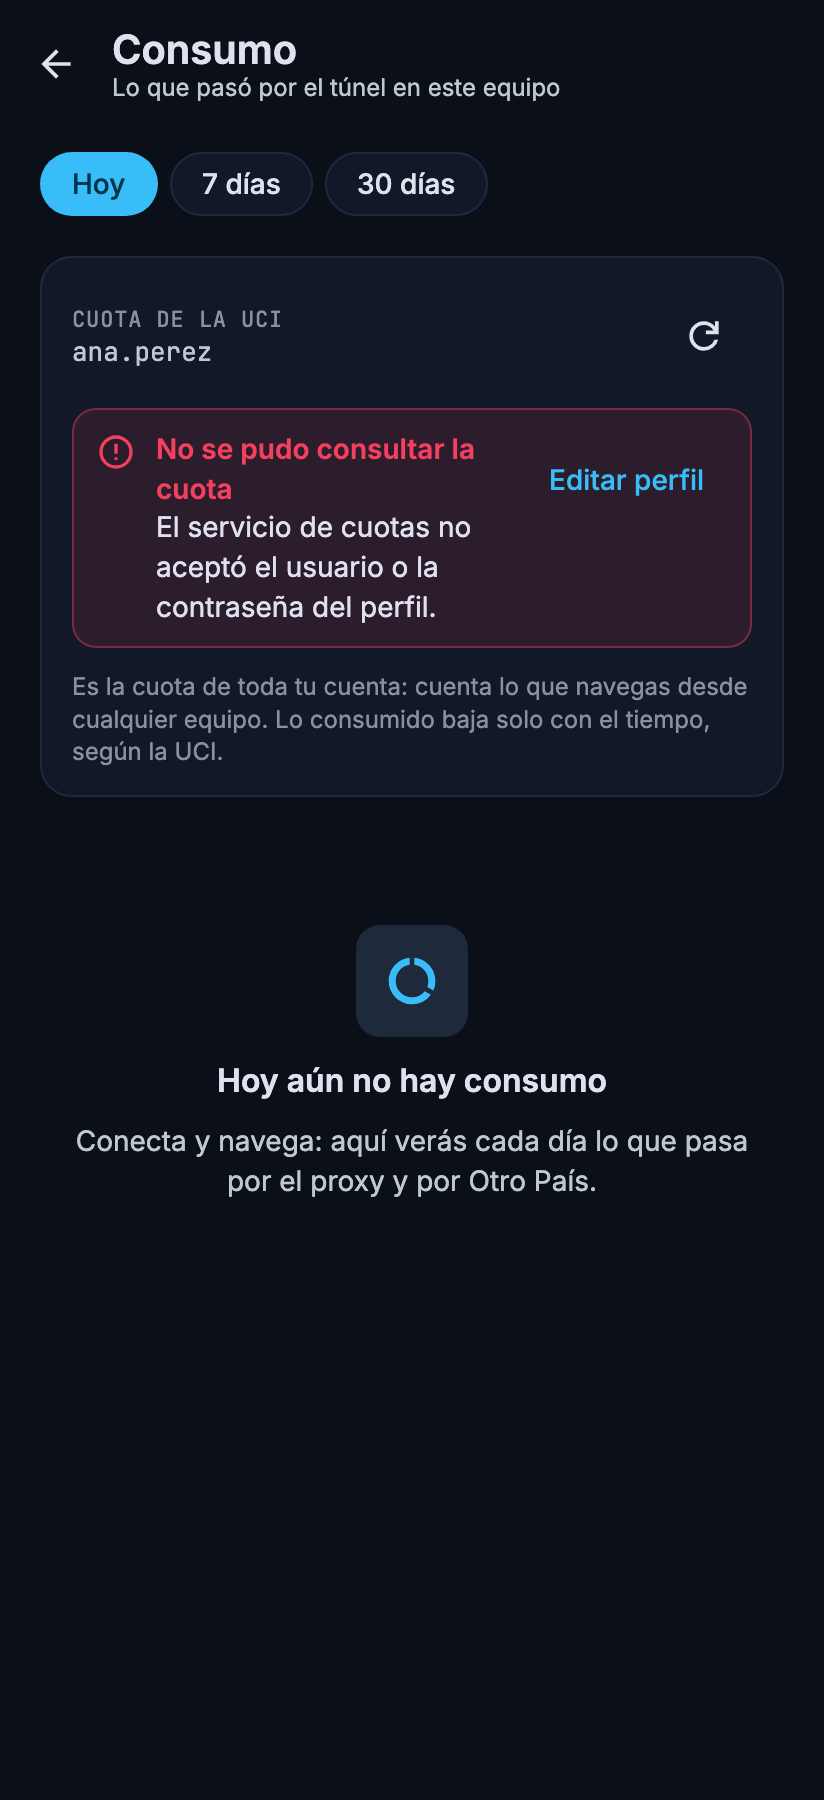 Consumo
Lo que pasó por el túnel en este equipo
Hoy
7 días
30 días
CUOTA DE LA UCI
ana.perez
No se pudo consultar la
cuota
Editar perfil
El servicio de cuotas no
aceptó el usuario o la
contraseña del perfil.
Es la cuota de toda tu cuenta: cuenta lo que navegas desde
cualquier equipo. Lo consumido baja solo con el tiempo,
según la UCI.
Hoy aún no hay consumo
Conecta y navega: aquí verás cada día lo que pasa
por el proxy y por Otro País.